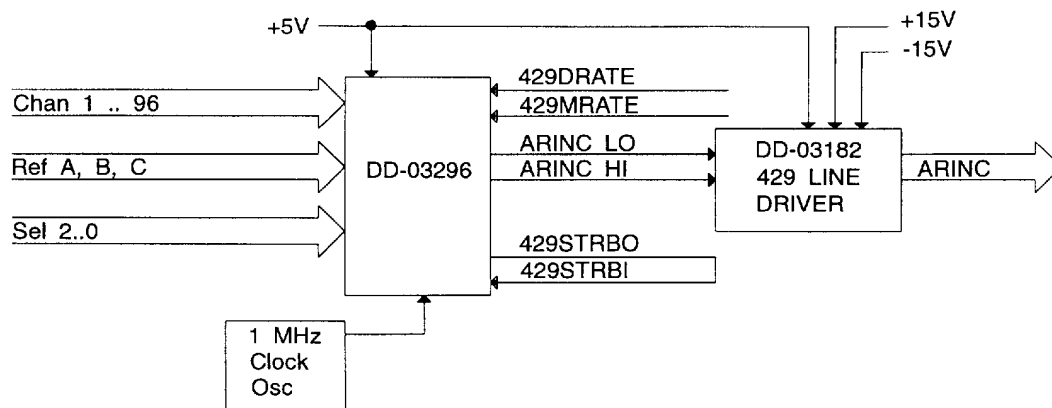 +5V
+15V
-15V
Chan 1 .. 96
429DRATE
429MRATE
Ref A, B, C
DD-03296
ARINC LO
ARINC HI
DD-03182
429 LINE
DRIVER
ARINC
Sel 2..0
429STRBO
429STRBI
1 MHz
Clock
Osc